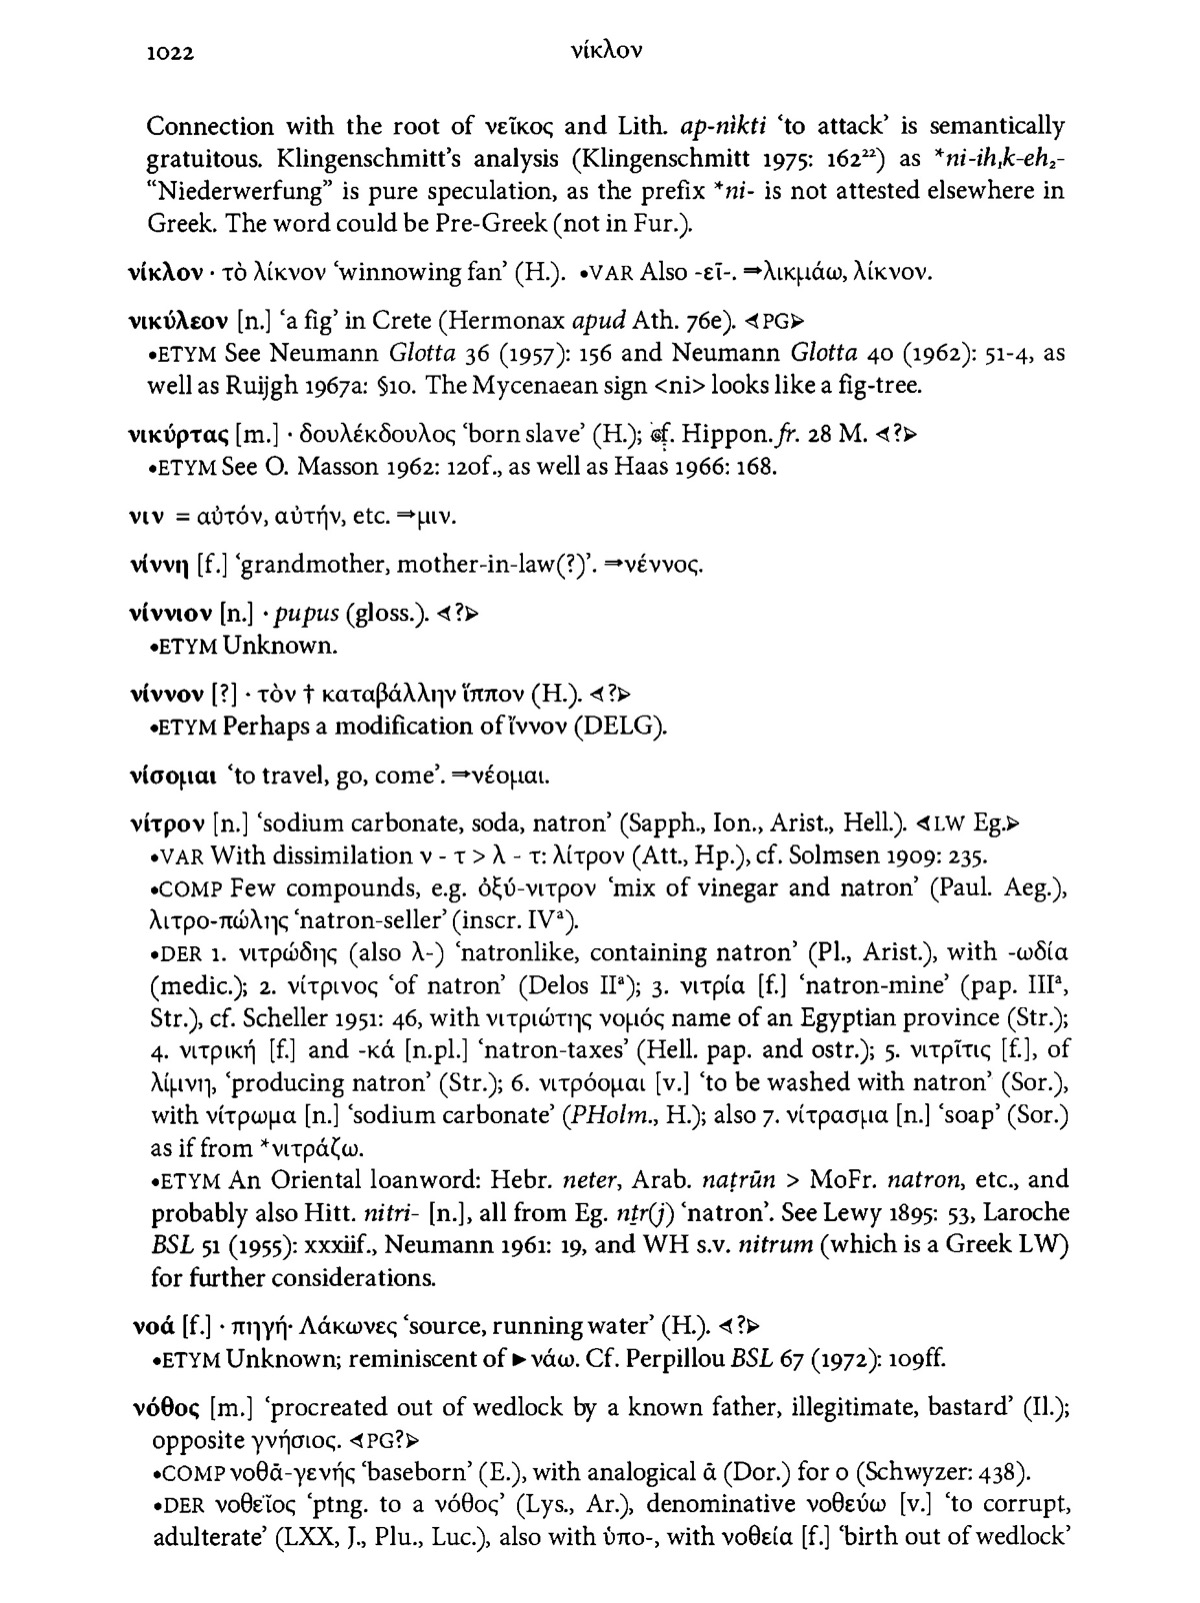 1022
νίκλον
Connection with the root of νεῖκος and Lith. ap-nìkti ‘to attack’ is semantically
gratuitous. Klingenschmitt’s analysis (Klingenschmitt 1975: 162²²) as *ni-ih₁k-eh₂-
“Niederwerfung” is pure speculation, as the prefix *ni- is not attested elsewhere in
Greek. The word could be Pre-Greek (not in Fur.).
νίκλον · τὸ λίκνον ‘winnowing fan’ (H.). •VAR Also -εῖ-. ⇒λικμάω, λίκνον.
νικύλεον [n.] ‘a fig’ in Crete (Hermonax apud Ath. 76e). ⊲PG⊳
•ETYM See Neumann Glotta 36 (1957): 156 and Neumann Glotta 40 (1962): 51-4, as
well as Ruijgh 1967a: §10. The Mycenaean sign <ni> looks like a fig-tree.
νικύρτας [m.] · δουλέκδουλος ‘born slave’ (H.); cf. Hippon. fr. 28 M. ⊲?⊳
•ETYM See O. Masson 1962: 120f., as well as Haas 1966: 168.
νιν = αὐτόν, αὐτήν, etc. ⇒μιν.
νίννη [f.] ‘grandmother, mother-in-law(?)’. ⇒νέννος.
νίννιον [n.] · pupus (gloss.). ⊲?⊳
•ETYM Unknown.
νίννον [?] · τὸν † καταβάλλην ἵππον (H.). ⊲?⊳
•ETYM Perhaps a modification of ἴννον (DELG).
νίσομαι ‘to travel, go, come’. ⇒νέομαι.
νίτρον [n.] ‘sodium carbonate, soda, natron’ (Sapph., Ion., Arist., Hell.). ⊲LW Eg.⊳
•VAR With dissimilation ν - τ > λ - τ: λίτρον (Att., Hp.), cf. Solmsen 1909: 235.
•COMP Few compounds, e.g. ὀξύ-νιτρον ‘mix of vinegar and natron’ (Paul. Aeg.),
λιτρο-πώλης ‘natron-seller’ (inscr. IVᵃ).
•DER 1. νιτρώδης (also λ-) ‘natronlike, containing natron’ (Pl., Arist.), with -ωδία
(medic.); 2. νίτρινος ‘of natron’ (Delos IIᵃ); 3. νιτρία [f.] ‘natron-mine’ (pap. IIIᵃ,
Str.), cf. Scheller 1951: 46, with νιτριώτης νομός name of an Egyptian province (Str.);
4. νιτρική [f.] and -κά [n.pl.] ‘natron-taxes’ (Hell. pap. and ostr.); 5. νιτρῖτις [f.], of
λίμνη, ‘producing natron’ (Str.); 6. νιτρόομαι [v.] ‘to be washed with natron’ (Sor.),
with νίτρωμα [n.] ‘sodium carbonate’ (PHolm., H.); also 7. νίτρασμα [n.] ‘soap’ (Sor.)
as if from *νιτράζω.
•ETYM An Oriental loanword: Hebr. neter, Arab. naṭrūn > MoFr. natron, etc., and
probably also Hitt. nitri- [n.], all from Eg. nṯr(j) ‘natron’. See Lewy 1895: 53, Laroche
BSL 51 (1955): xxxiif., Neumann 1961: 19, and WH s.v. nitrum (which is a Greek LW)
for further considerations.
νοά [f.] · πηγή· Λάκωνες ‘source, running water’ (H.). ⊲?⊳
•ETYM Unknown; reminiscent of ►νάω. Cf. Perpillou BSL 67 (1972): 109ff.
νόθος [m.] ‘procreated out of wedlock by a known father, illegitimate, bastard’ (Il.);
opposite γνήσιος. ⊲PG?⊳
•COMP νοθᾱ-γενής ‘baseborn’ (E.), with analogical ᾱ (Dor.) for ο (Schwyzer: 438).
•DER νοθεῖος ‘ptng. to a νόθος’ (Lys., Ar.), denominative νοθεύω [v.] ‘to corrupt,
adulterate’ (LXX, J., Plu., Luc.), also with ὑπο-, with νοθεία [f.] ‘birth out of wedlock’